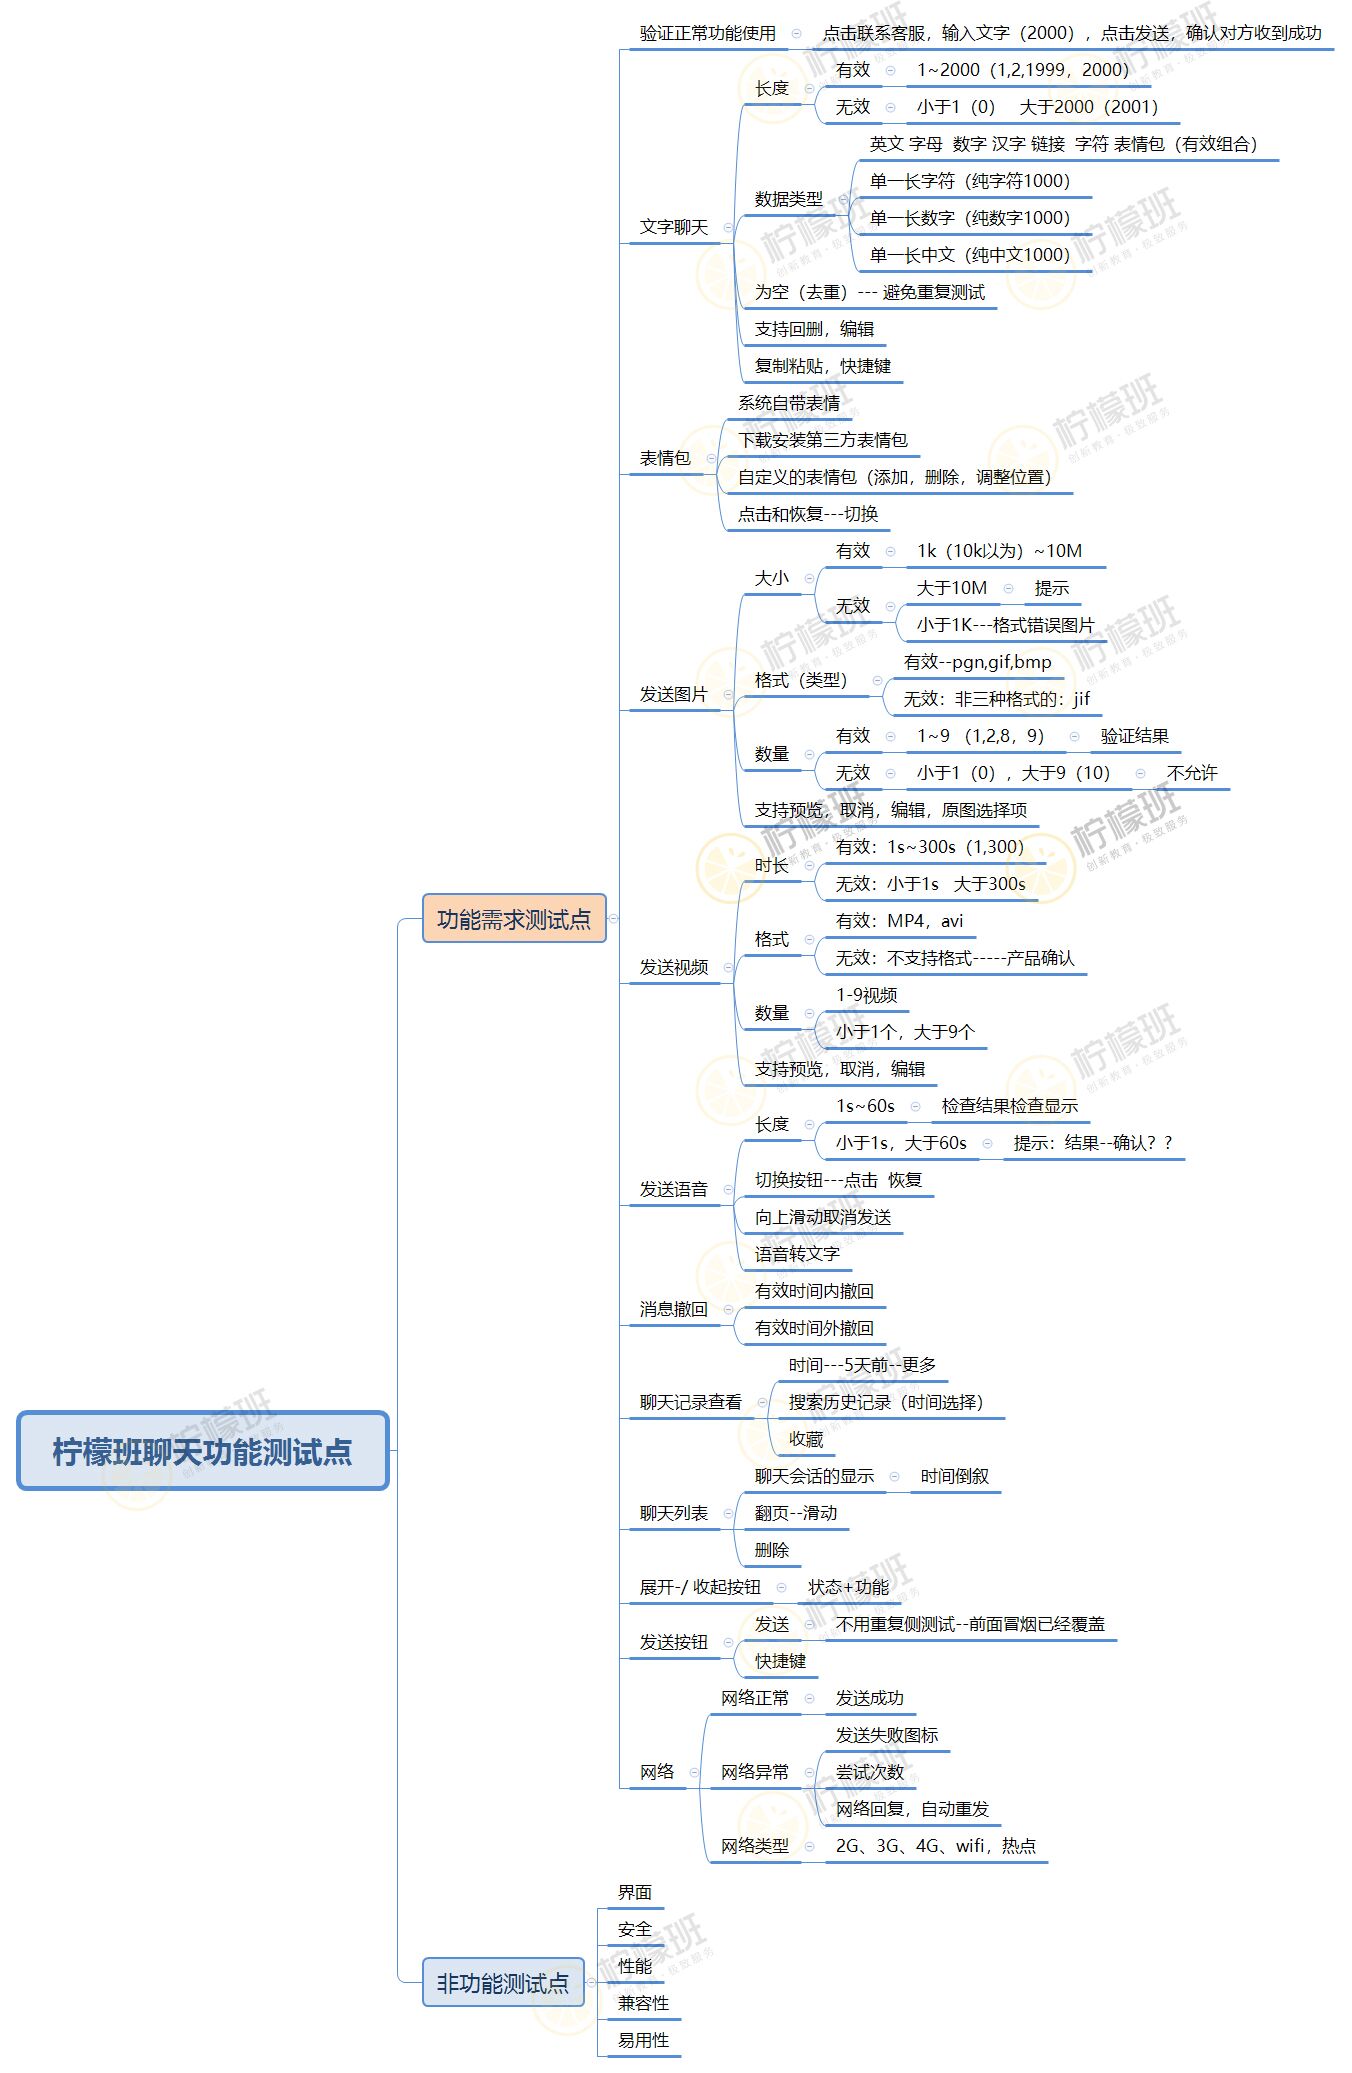 验证正常功能使用
点击联系客服，输入文字（2000），点击发送，确认对方收到成功
文字聊天
长度
有效
1~2000（1,2,1999，2000）
无效
小于1（0）　大于2000（2001）
数据类型
英文 字母 数字 汉字 链接 字符 表情包（有效组合）
单一长字符（纯字符1000）
单一长数字（纯数字1000）
单一长中文（纯中文1000）
为空（去重）--- 避免重复测试
支持回删，编辑
复制粘贴，快捷键
表情包
系统自带表情
下载安装第三方表情包
自定义的表情包（添加，删除，调整位置）
点击和恢复---切换
发送图片
大小
有效
1k（10k以为）~10M
无效
大于10M
提示
小于1K---格式错误图片
格式（类型）
有效--pgn,gif,bmp
无效：非三种格式的：jif
数量
有效
1~9 （1,2,8，9）
验证结果
无效
小于1（0），大于9（10）
不允许
支持预览，取消，编辑，原图选择项
功能需求测试点
发送视频
时长
有效：1s~300s（1,300）
无效：小于1s 大于300s
格式
有效：MP4，avi
无效：不支持格式-----产品确认
数量
1-9视频
小于1个，大于9个
支持预览，取消，编辑
发送语音
长度
1s~60s
检查结果检查显示
小于1s，大于60s
提示：结果--确认？？
切换按钮---点击 恢复
向上滑动取消发送
语音转文字
消息撤回
有效时间内撤回
有效时间外撤回
聊天记录查看
时间---5天前--更多
搜索历史记录（时间选择）
收藏
柠檬班聊天功能测试点
聊天列表
聊天会话的显示
时间倒叙
翻页--滑动
删除
展开-/ 收起按钮
状态+功能
发送按钮
发送
不用重复侧测试--前面冒烟已经覆盖
快捷键
网络
网络正常
发送成功
网络异常
发送失败图标
尝试次数
网络回复，自动重发
网络类型
2G、3G、4G、wifi，热点
非功能测试点
界面
安全
性能
兼容性
易用性
柠檬班
创新教育·极致服务